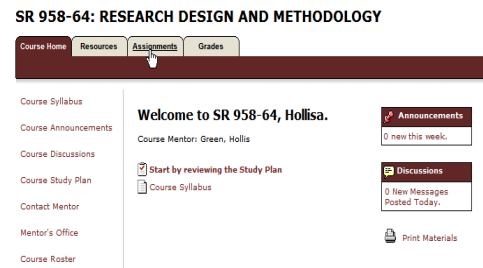 SR 958-64: RESEARCH DESIGN AND METHODOLOGY
Course Home Resources Assignments Grades
Course Syllabus
Course Announcements
Course Discussions
Course Study Plan
Contact Mentor
Mentor's Office
Course Roster
Welcome to SR 958-64, Hollisa.
Course Mentor: Green, Hollis
Start by reviewing the Study Plan
Course Syllabus
Announcements
0 new this week.
Discussions
0 New Messages
Posted Today.
Print Materials